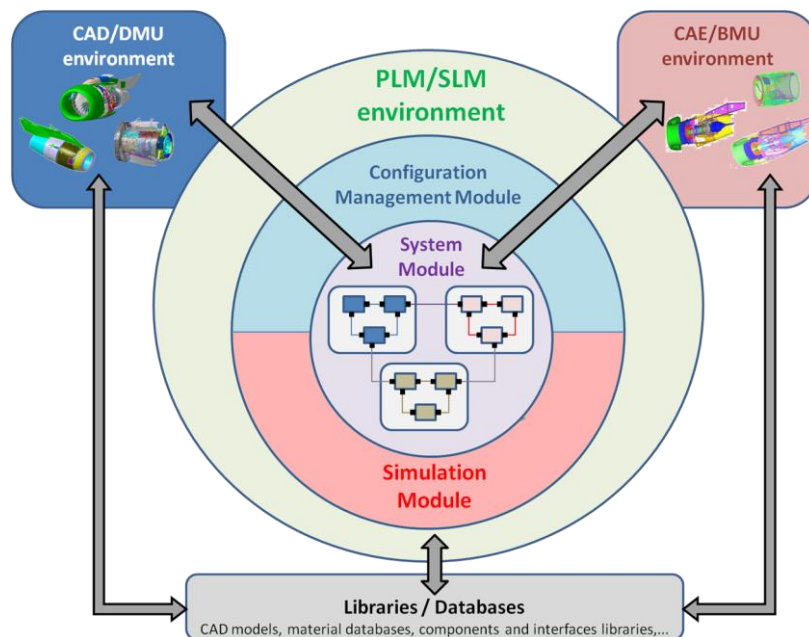 CAD/DMU
environment
CAE/BMU
environment
PLM/SLM
environment
Configuration
Management Module
System
Module
Simulation
Module
Libraries / Databases
CAD models, material databases, components and interfaces libraries,...